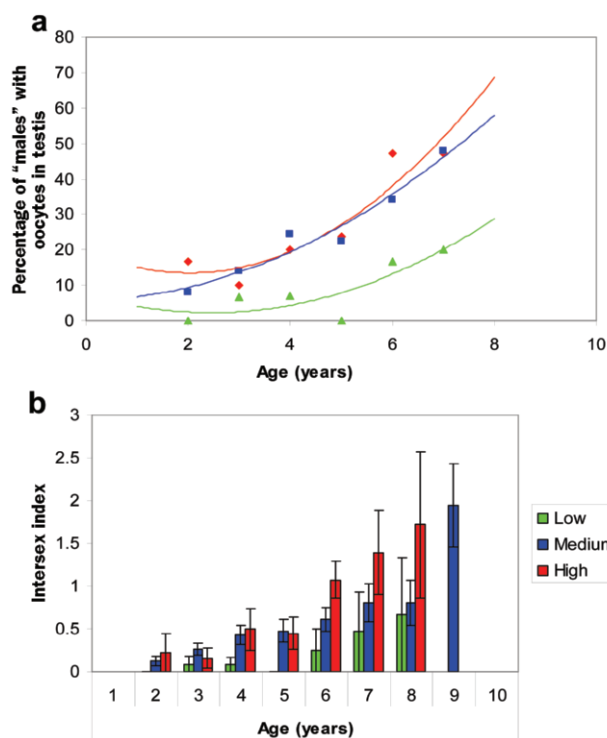 a
Percentage of "males" with
oocytes in testis
80
70
60
50
40
30
20
10
0
0 2 4 6 8 10
Age (years)
b
Intersex index
3
2.5
2
1.5
1
0.5
0
1 2 3 4 5 6 7 8 9 10
Age (years)
Low
Medium
High